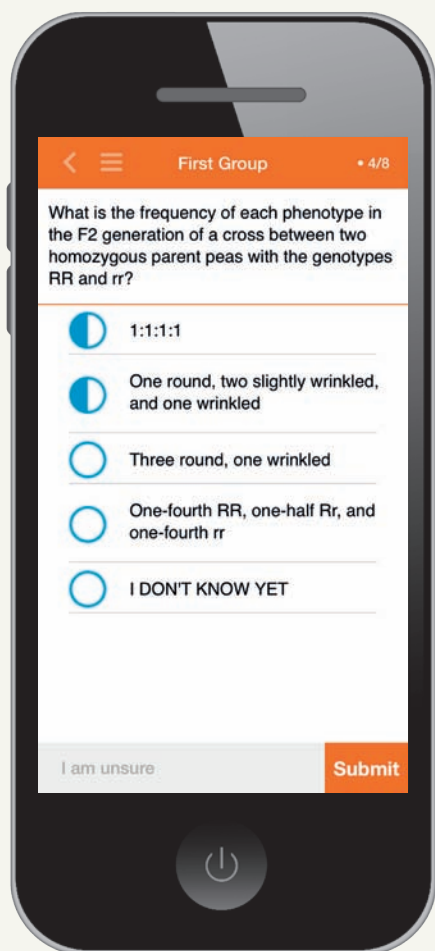 First Group
• 4/8
What is the frequency of each phenotype in
the F2 generation of a cross between two
homozygous parent peas with the genotypes
RR and rr?
1:1:1:1
One round, two slightly wrinkled,
and one wrinkled
Three round, one wrinkled
One-fourth RR, one-half Rr, and
one-fourth rr
I DON'T KNOW YET
I am unsure
Submit